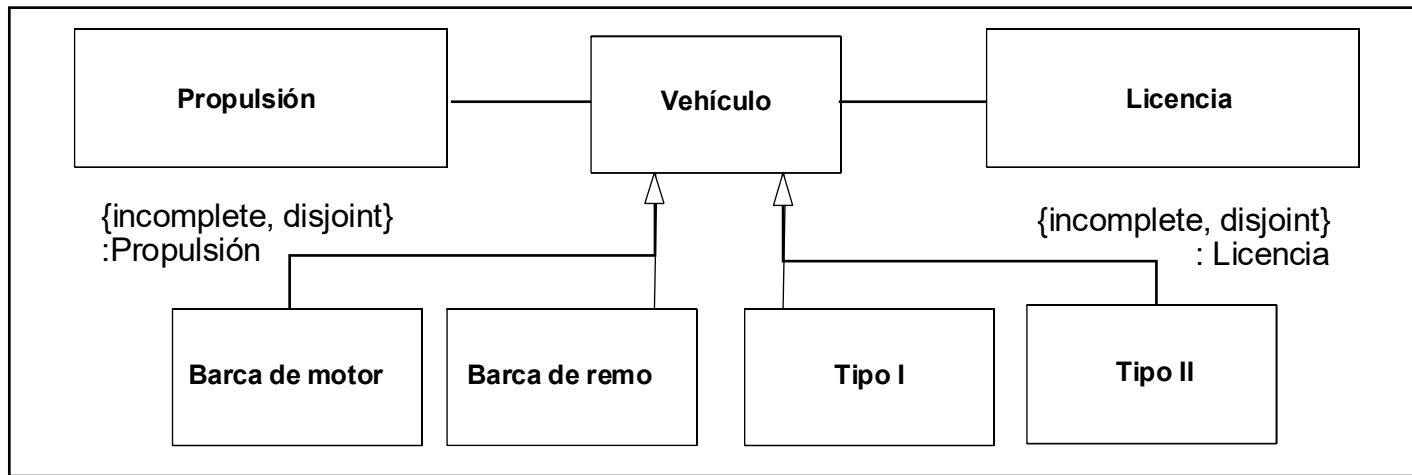 Propulsión
Vehículo
Licencia
{incomplete, disjoint}
:Propulsión
{incomplete, disjoint}
: Licencia
Barca de motor
Barca de remo
Tipo I
Tipo II